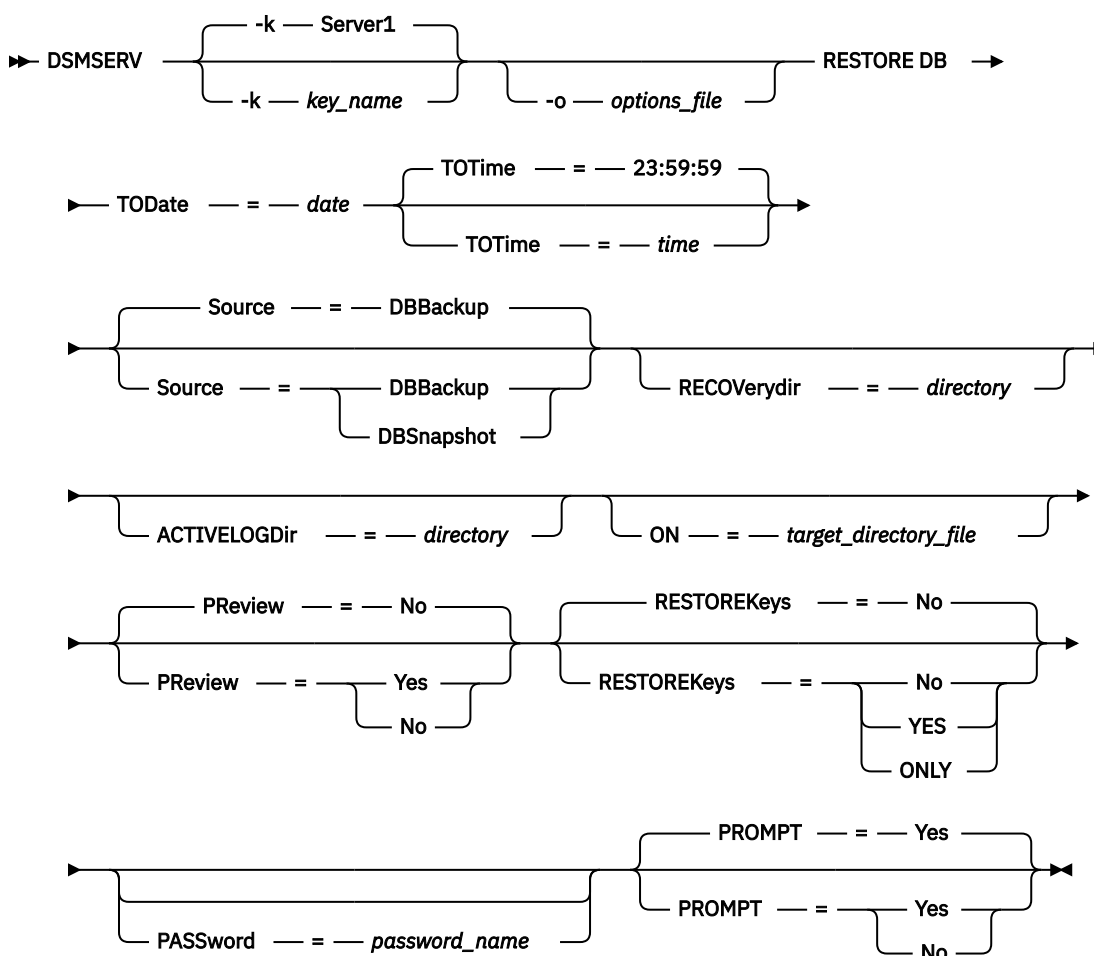 -k Server1
DSMSERV RESTORE DB
-k key_name -o options_file
TOTime = 23:59:59
TODate = date
TOTime = time
Source = DBBackup
Source = DBBackup RECOVerydir = directory
DBSnapshot
ACTIVELOGDir = directory ON = target_directory_file
PReview = No RESTOREKeys = No
PReview = Yes RESTOREKeys = No
No YES
ONLY
PROMPT = Yes
PROMPT = Yes
PASSword = password_name No